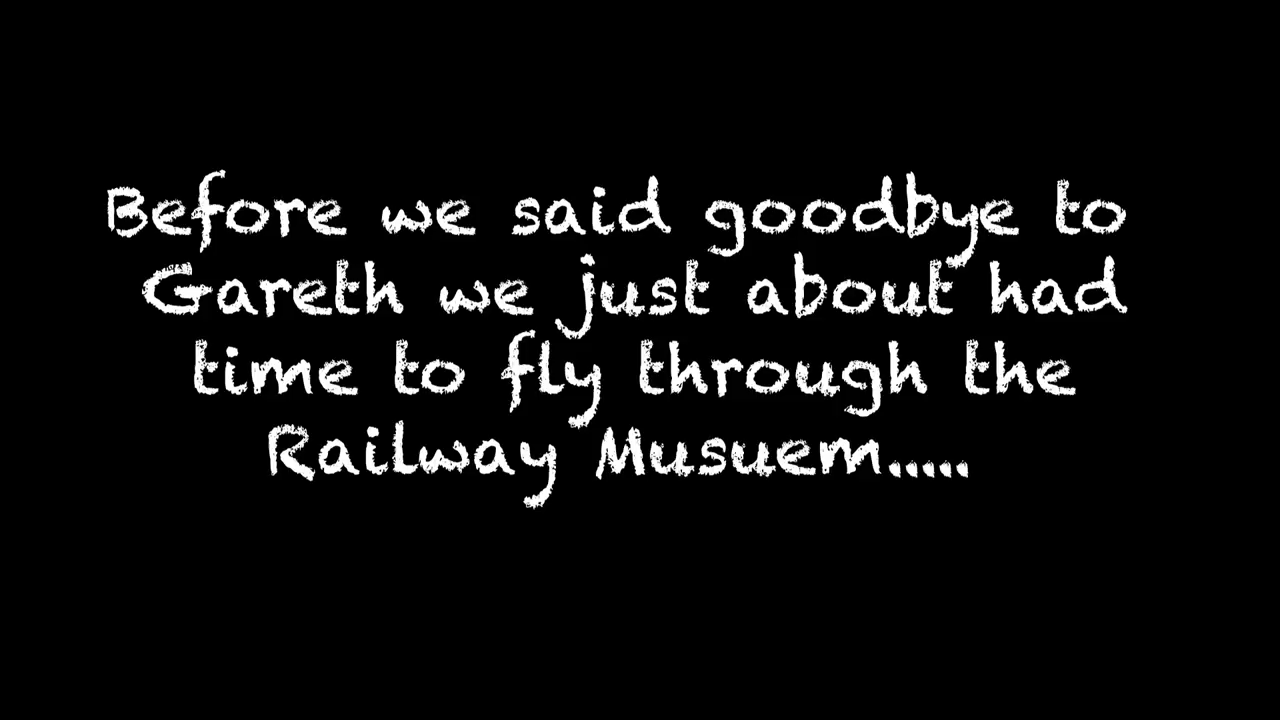 Before we said goodbye to
Gareth we just about had
time to fly through the
Railway Musuem.....